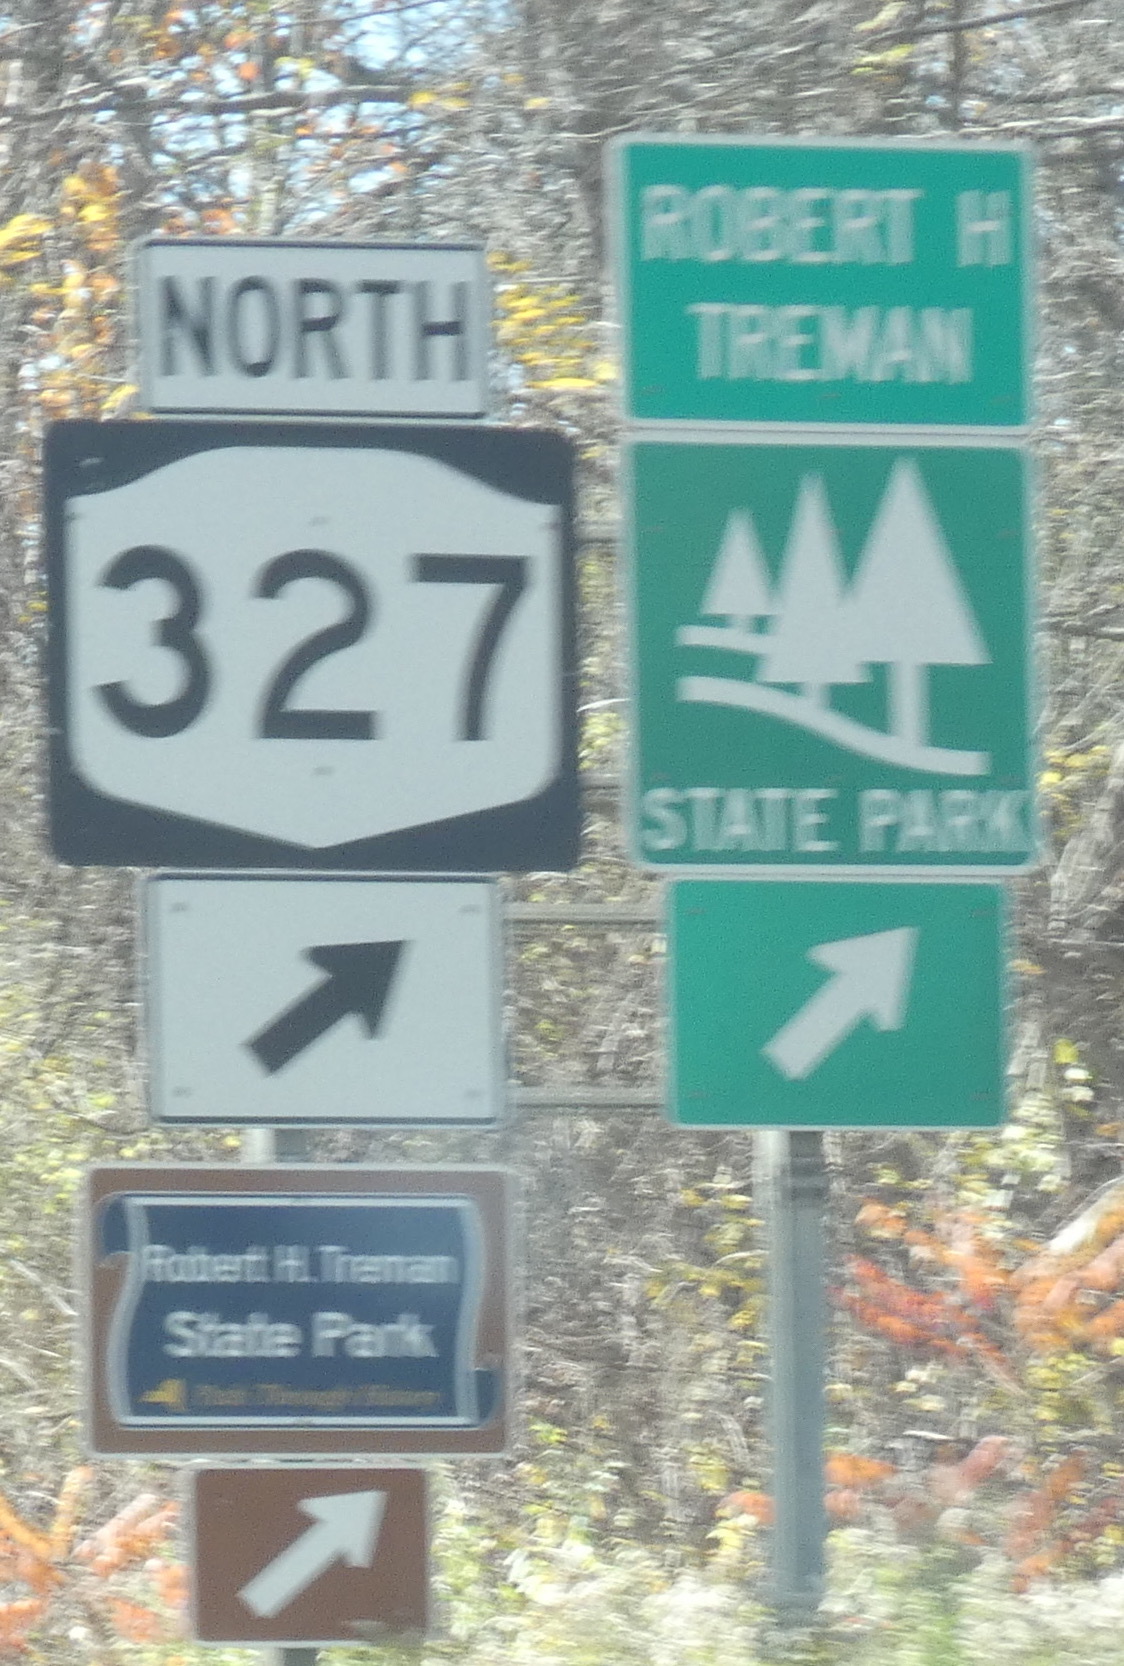 NORTH
327
ROBERT H
TREMAN
STATE PARK
Robert H. Treman
State Park